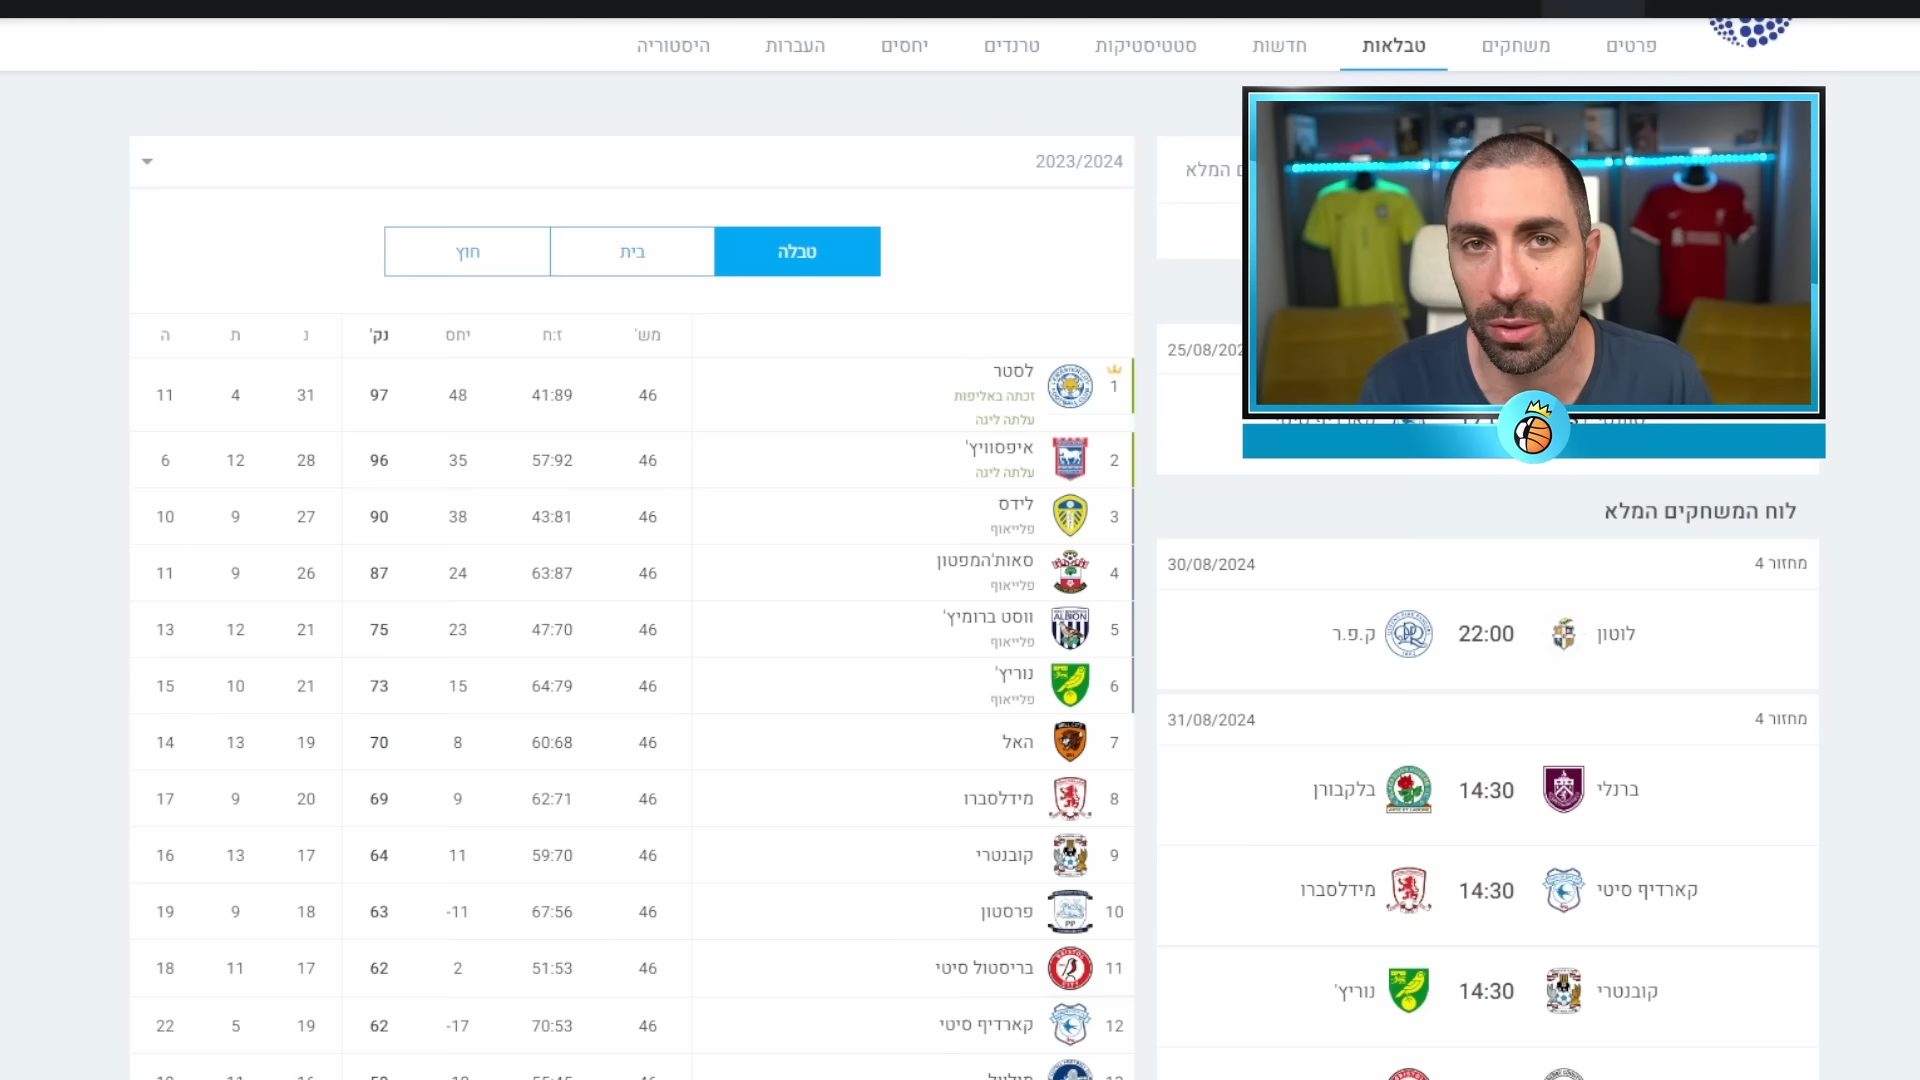 פרטים משחקים טבלאות חדשות סטטיסטיקות טרנדים יחסים העברות היסטוריה
2023/2024
טבלה בית חוץ
מש' ז:ח יחס נק' נ ת ה
1 לסטר 46 41:89 48 97 31 4 11
זכתה באליפות
עלתה ליגה
2 איפסוויץ' 46 57:92 35 96 28 12 6
עלתה ליגה
3 לידס 46 43:81 38 90 27 9 10
פלייאוף
4 סאות'המפטון 46 63:87 24 87 26 9 11
פלייאוף
5 ווסט ברומיץ' 46 47:70 23 75 21 12 13
פלייאוף
6 נוריץ' 46 64:79 15 73 21 10 15
פלייאוף
7 האל 46 60:68 8 70 19 13 14
8 מידלסברו 46 62:71 9 69 20 9 17
9 קובנטרי 46 59:70 11 64 17 13 16
10 פרסטון 46 67:56 -11 63 18 9 19
11 בריסטול סיטי 46 51:53 2 62 17 11 18
12 קארדיף סיטי 46 70:53 -17 62 19 5 22
המלא
25/08/202
לוח המשחקים המלא
מחזור 4 30/08/2024
לוטון 22:00 ק.פ.ר
מחזור 4 31/08/2024
ברנלי 14:30 בלקבורן
קארדיף סיטי 14:30 מידלסברו
קובנטרי 14:30 נוריץ'